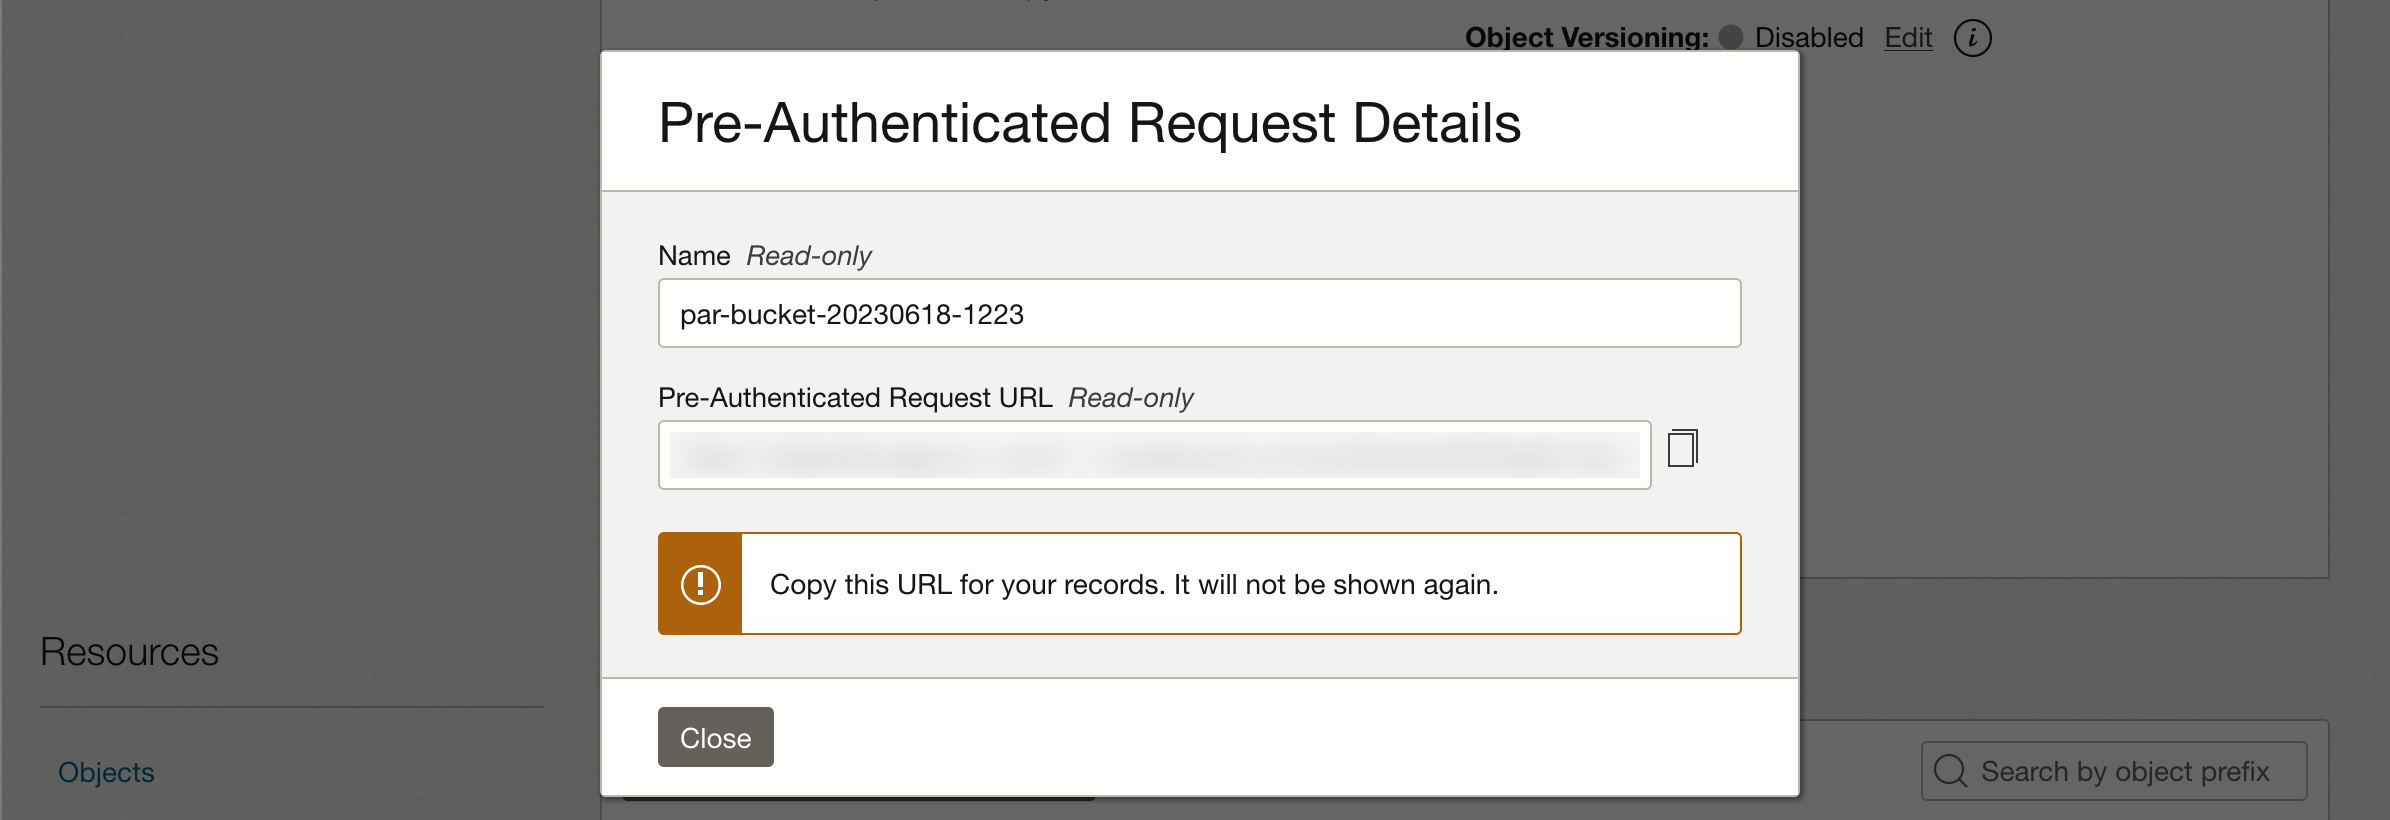 Object Versioning: Disabled Edit i
Pre-Authenticated Request Details
Name Read-only
par-bucket-20230618-1223
Pre-Authenticated Request URL Read-only
Copy this URL for your records. It will not be shown again.
Resources
Close
Objects
Search by object prefix